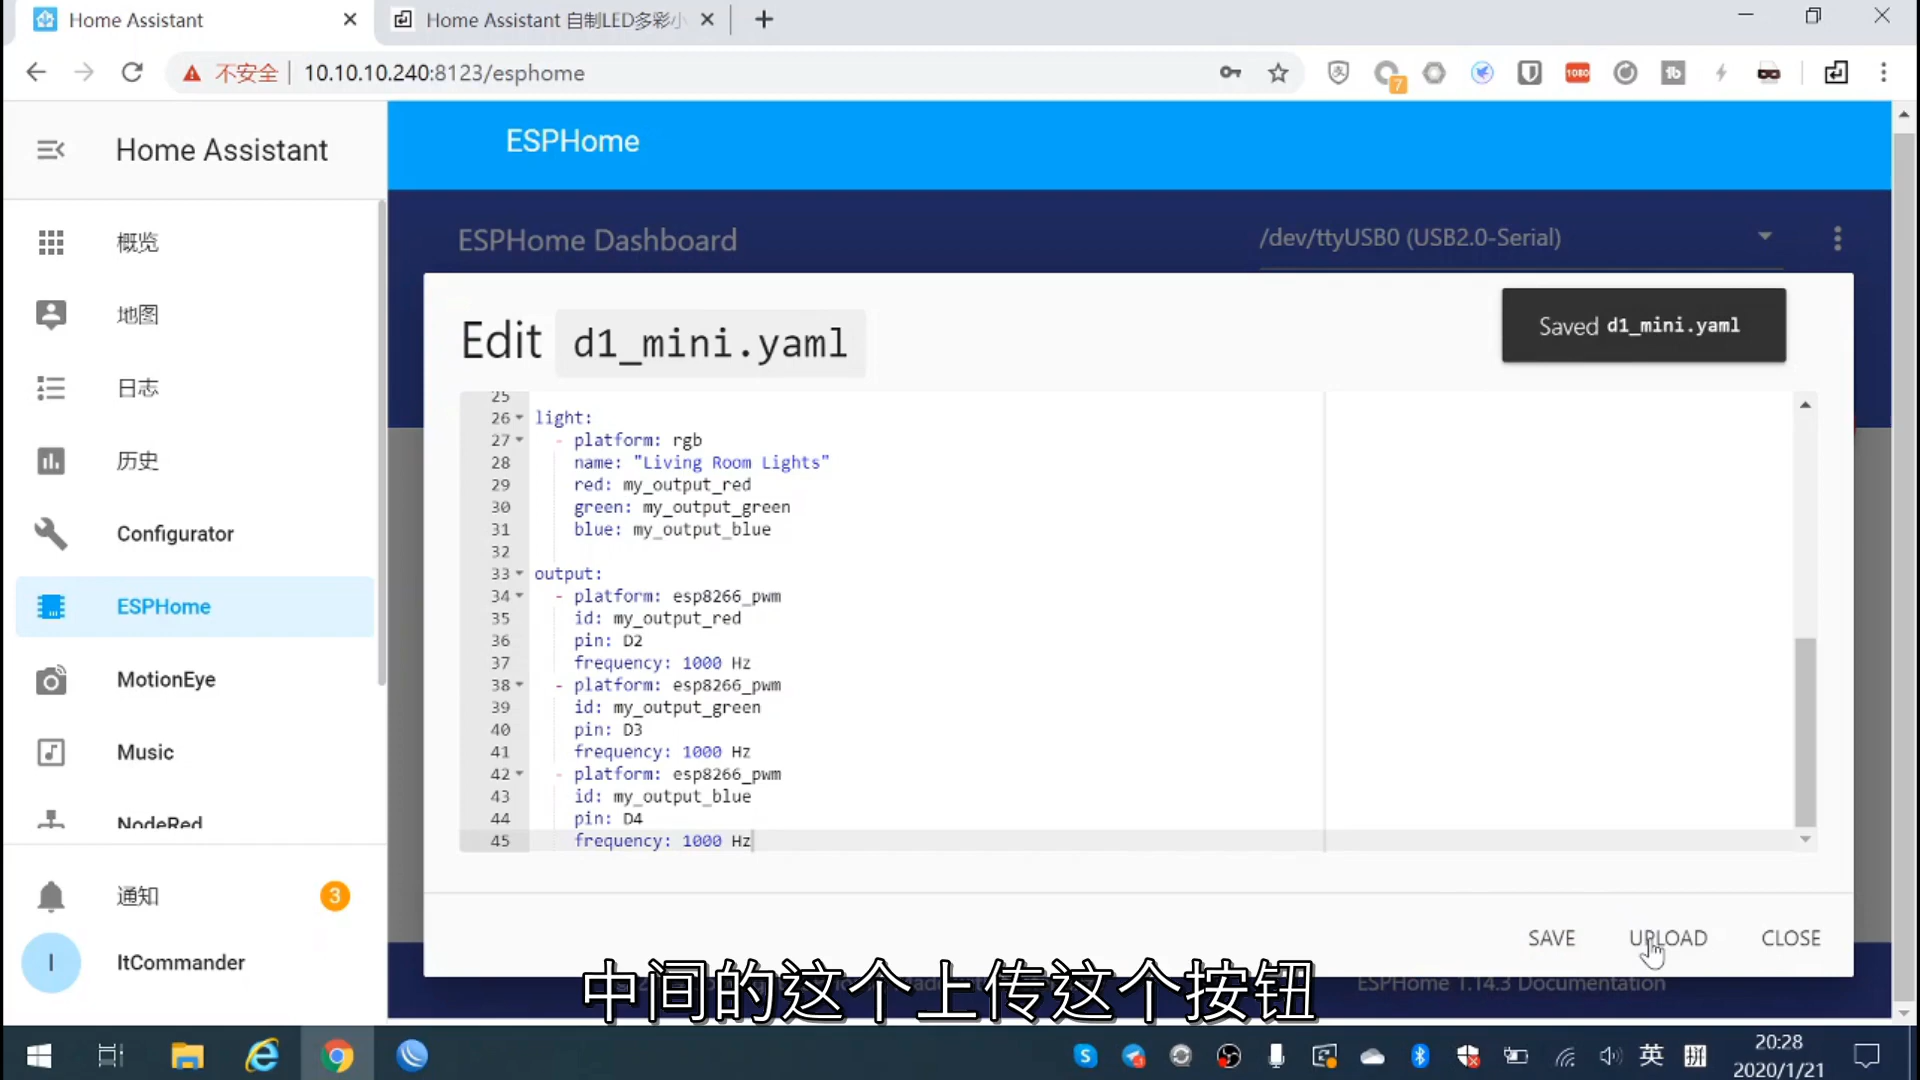 Home Assistant
Home Assistant 自制LED多彩小
不安全
10.10.10.240:8123/esphome
7
1080
Home Assistant
ESPHome
概览
地图
日志
历史
Configurator
ESPHome
MotionEye
Music
NodeRed
通知
3
I
ItCommander
ESPHome Dashboard
/dev/ttyUSB0 (USB2.0-Serial)
Edit d1_mini.yaml
Saved d1_mini.yaml
25
26 light:
27 - platform: rgb
28 name: "Living Room Lights"
29 red: my_output_red
30 green: my_output_green
31 blue: my_output_blue
32
33 output:
34 - platform: esp8266_pwm
35 id: my_output_red
36 pin: D2
37 frequency: 1000 Hz
38 - platform: esp8266_pwm
39 id: my_output_green
40 pin: D3
41 frequency: 1000 Hz
42 - platform: esp8266_pwm
43 id: my_output_blue
44 pin: D4
45 frequency: 1000 Hz
SAVE
UPLOAD
CLOSE
ESPHome 1.14.3 Documentation
中间的这个上传这个按钮
英
拼
20:28
2020/1/21